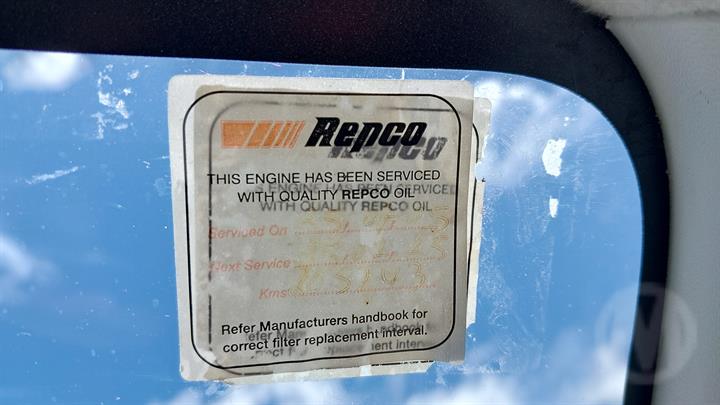 Repco
THIS ENGINE HAS BEEN SERVICED
WITH QUALITY REPCO OIL
Serviced On
Next Service
Kms
Refer Manufacturers handbook for
correct filter replacement interval.